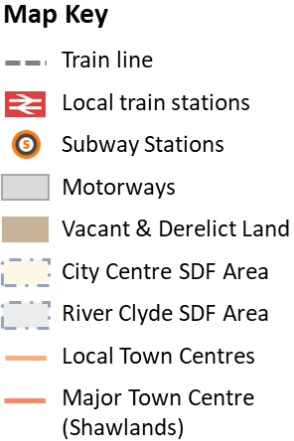 Map Key
Train line
Local train stations
S
Subway Stations
Motorways
Vacant & Derelict Land
City Centre SDF Area
River Clyde SDF Area
Local Town Centres
Major Town Centre
(Shawlands)